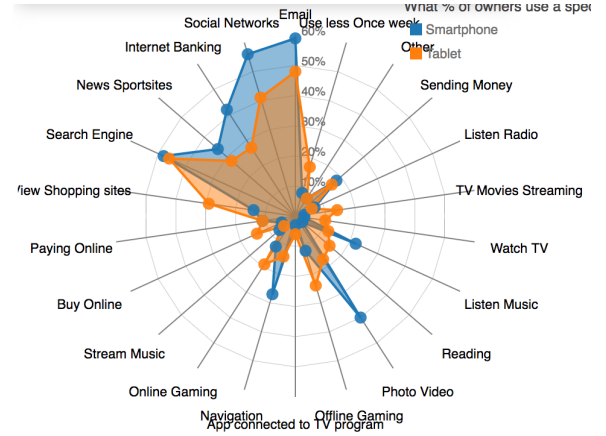 What % of owners use a spec
Smartphone
Tablet
Email
Social Networks
Use less Once week
Internet Banking
Other
News Sportsites
Sending Money
Search Engine
Listen Radio
View Shopping sites
TV Movies Streaming
Paying Online
Watch TV
Buy Online
Listen Music
Stream Music
Reading
Online Gaming
Photo Video
Navigation
Offline Gaming
App connected to TV program
60%
50%
40%
30%
20%
10%